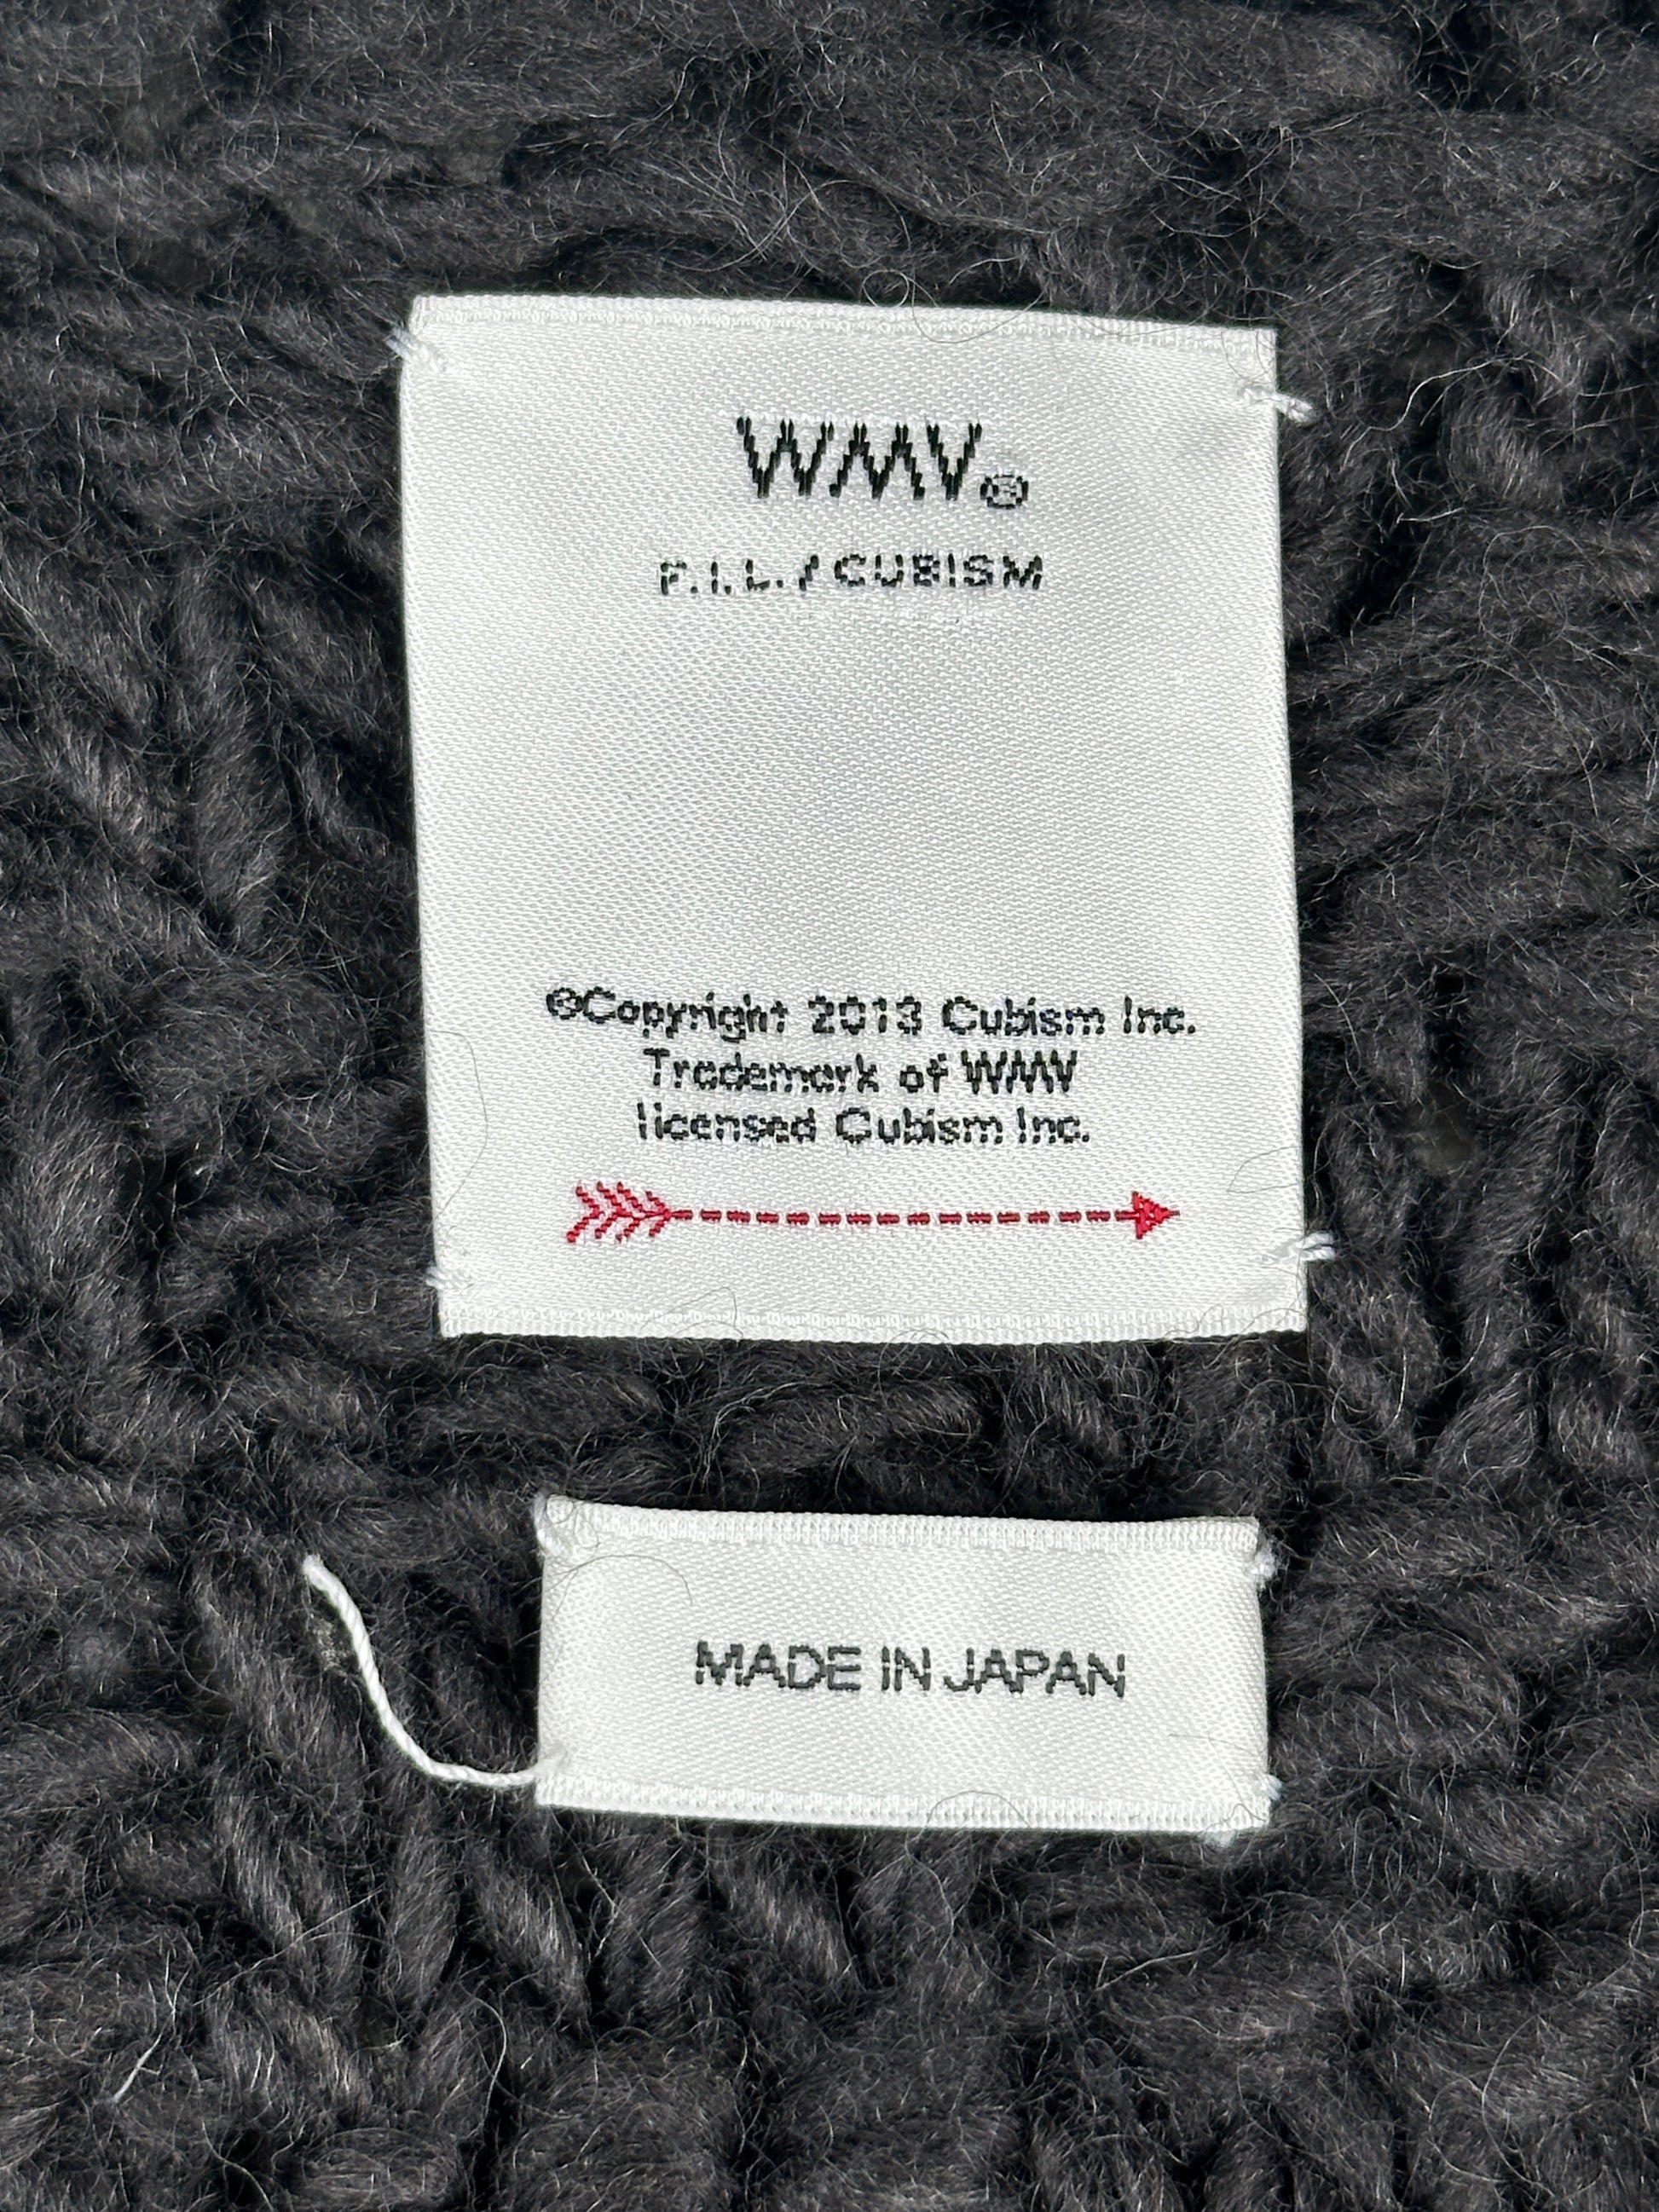 WMV®
F.I.L. / CUBISM
©Copyright 2013 Cubism Inc.
Trademark of WMV
licensed Cubism Inc.
MADE IN JAPAN